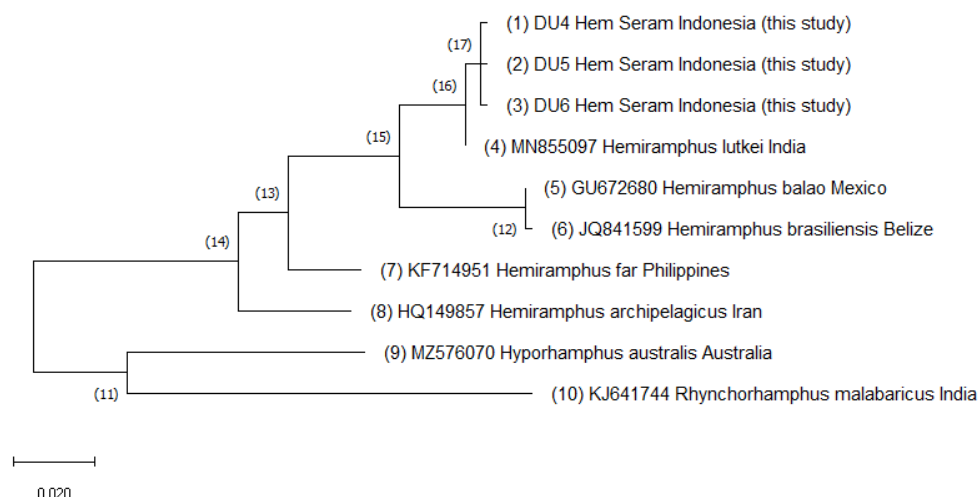 (1) DU4 Hem Seram Indonesia (this study)
(17)
(2) DU5 Hem Seram Indonesia (this study)
(16)
(3) DU6 Hem Seram Indonesia (this study)
(15)
(4) MN855097 Hemiramphus lutkei India
(13)
(5) GU672680 Hemiramphus balao Mexico
(12)
(6) JQ841599 Hemiramphus brasiliensis Belize
(14)
(7) KF714951 Hemiramphus far Philippines
(8) HQ149857 Hemiramphus archipelagicus Iran
(9) MZ576070 Hyporhamphus australis Australia
(11)
(10) KJ641744 Rhynchorhamphus malabaricus India
0.020